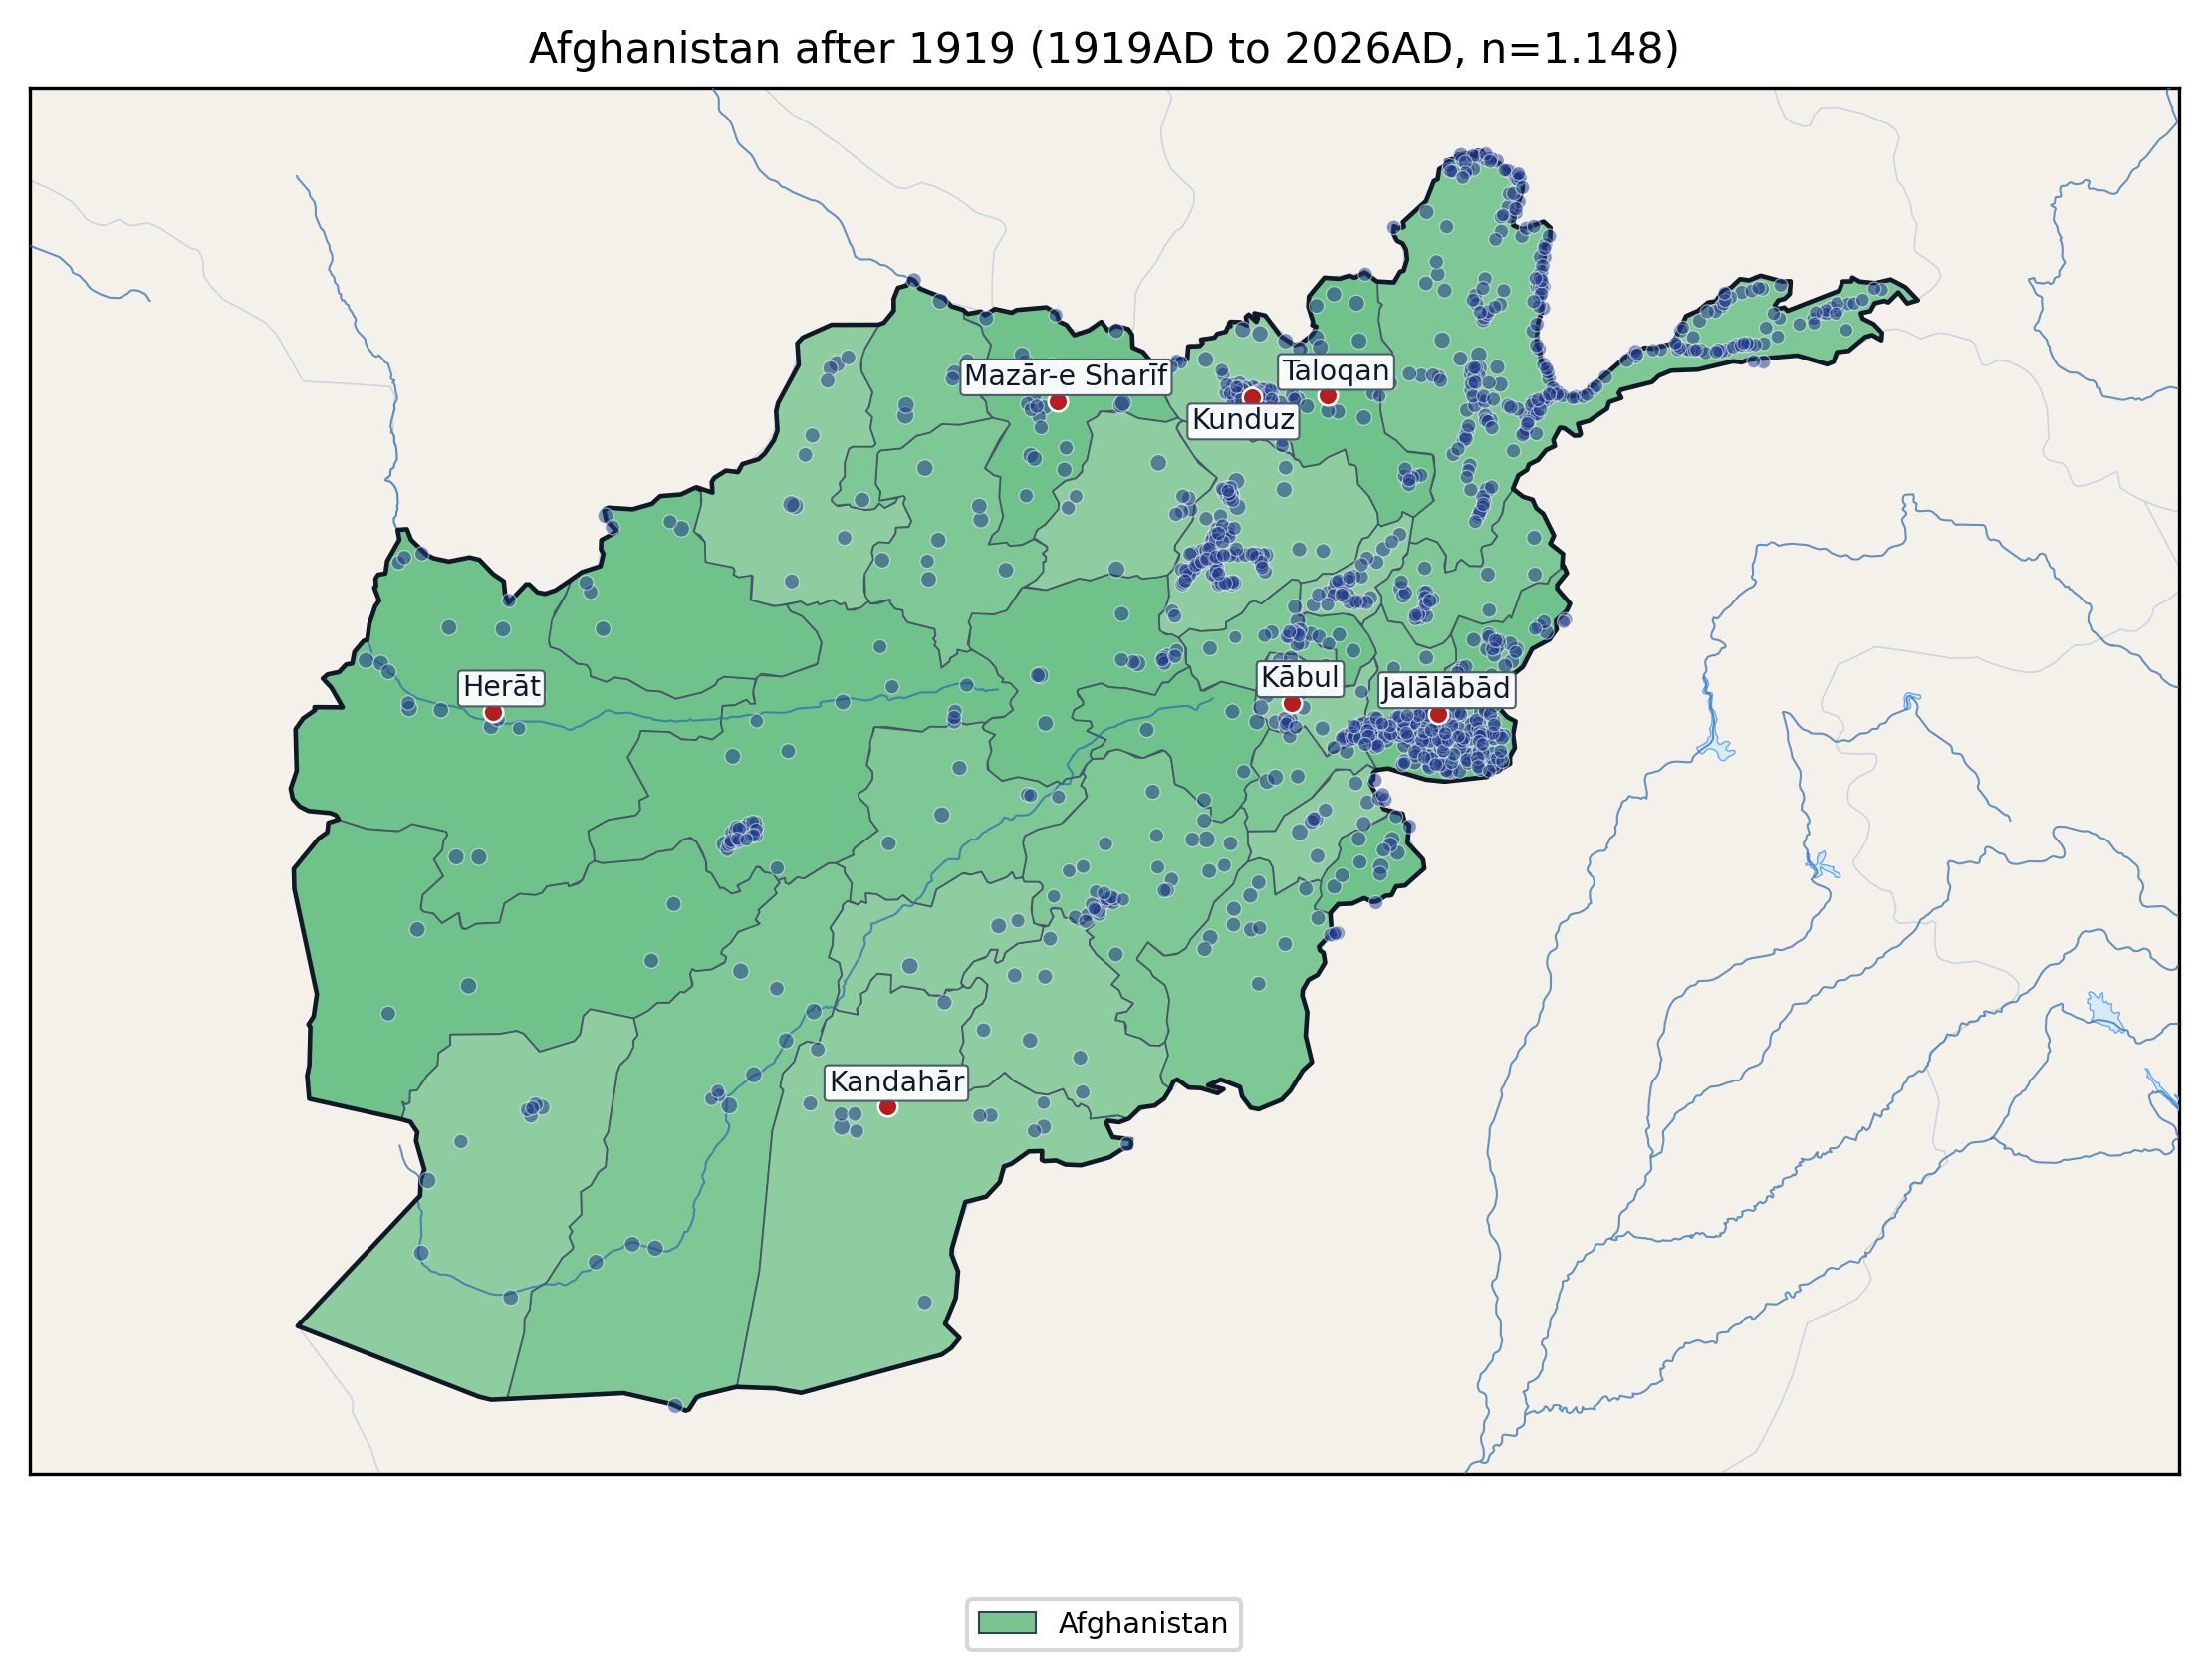 Afghanistan after 1919 (1919AD to 2026AD, n=1.148)
Mazār-e Sharīf
Taloqan
Kunduz
Herāt
Kābul
Jalālābād
Kandahār
Afghanistan